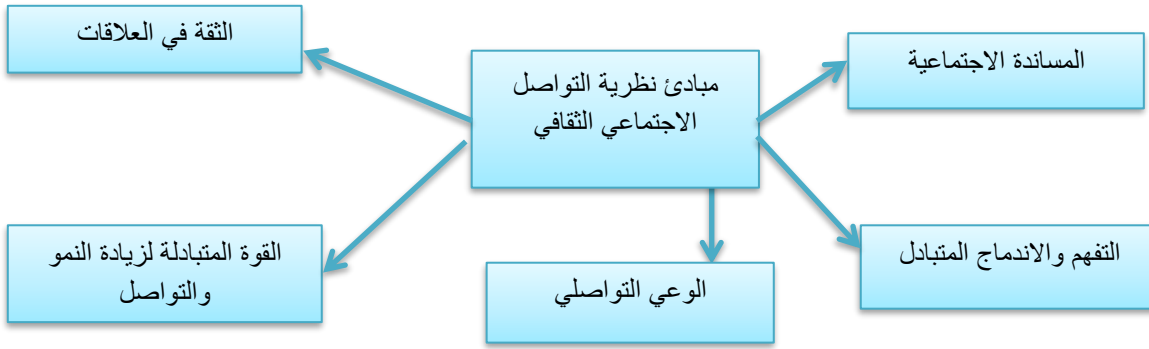 مبادئ نظرية التواصل
الاجتماعي الثقافي
المساندة الاجتماعية
الثقة في العلاقات
التفهم والاندماج المتبادل
الوعي التواصلي
القوة المتبادلة لزيادة النمو
والتواصل